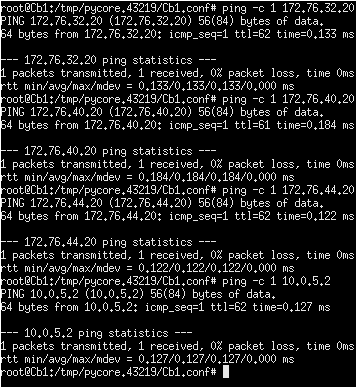 root@Cb1:/tmp/pycore.43219/Cb1.conf# ping -c 1 172.76.32.20
PING 172.76.32.20 (172.76.32.20) 56(84) bytes of data.
64 bytes from 172.76.32.20: icmp_seq=1 ttl=62 time=0.133 ms

--- 172.76.32.20 ping statistics ---
1 packets transmitted, 1 received, 0% packet loss, time 0ms
rtt min/avg/max/mdev = 0.133/0.133/0.133/0.000 ms
root@Cb1:/tmp/pycore.43219/Cb1.conf# ping -c 1 172.76.40.20
PING 172.76.40.20 (172.76.40.20) 56(84) bytes of data.
64 bytes from 172.76.40.20: icmp_seq=1 ttl=61 time=0.184 ms

--- 172.76.40.20 ping statistics ---
1 packets transmitted, 1 received, 0% packet loss, time 0ms
rtt min/avg/max/mdev = 0.184/0.184/0.184/0.000 ms
root@Cb1:/tmp/pycore.43219/Cb1.conf# ping -c 1 172.76.44.20
PING 172.76.44.20 (172.76.44.20) 56(84) bytes of data.
64 bytes from 172.76.44.20: icmp_seq=1 ttl=62 time=0.122 ms

--- 172.76.44.20 ping statistics ---
1 packets transmitted, 1 received, 0% packet loss, time 0ms
rtt min/avg/max/mdev = 0.122/0.122/0.122/0.000 ms
root@Cb1:/tmp/pycore.43219/Cb1.conf# ping -c 1 10.0.5.2
PING 10.0.5.2 (10.0.5.2) 56(84) bytes of data.
64 bytes from 10.0.5.2: icmp_seq=1 ttl=62 time=0.127 ms

--- 10.0.5.2 ping statistics ---
1 packets transmitted, 1 received, 0% packet loss, time 0ms
rtt min/avg/max/mdev = 0.127/0.127/0.127/0.000 ms
root@Cb1:/tmp/pycore.43219/Cb1.conf#